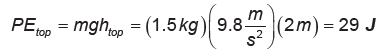 PE_top = mgh_top = (1.5 kg)(9.8 m/s²)(2 m) = 29 J